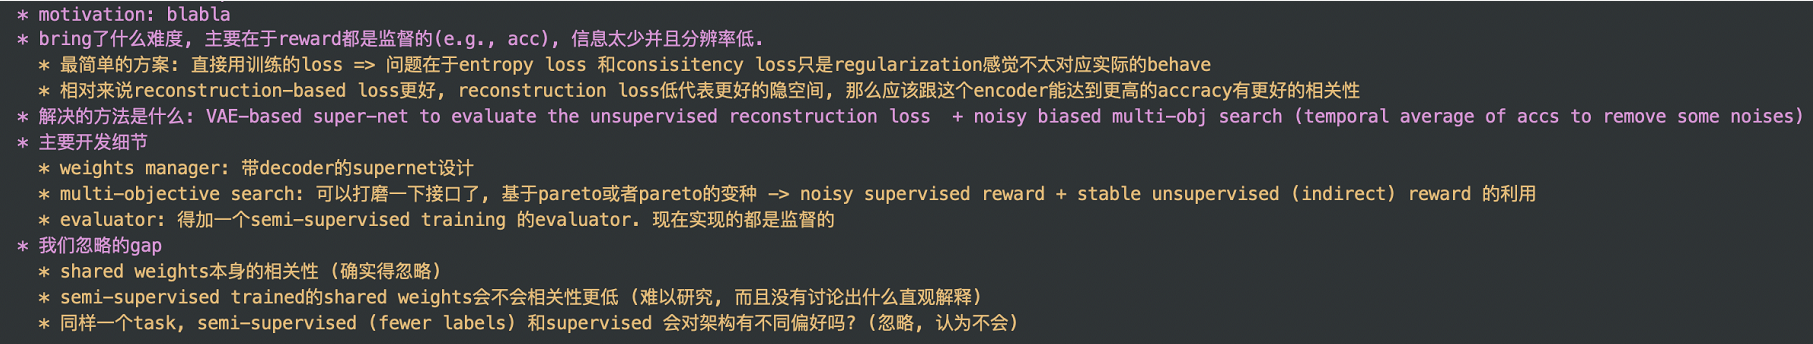 * motivation: blabla
* bring了什么难度, 主要在于reward都是监督的(e.g., acc), 信息太少并且分辨率低.
* 最简单的方案: 直接用训练的loss => 问题在于entropy loss 和consisitency loss只是regularization感觉不太对应实际的behave
* 相对来说reconstruction-based loss更好, reconstruction loss低代表更好的隐空间, 那么应该跟这个encoder能达到更高的accracy有更好的相关性
* 解决的方法是什么: VAE-based super-net to evaluate the unsupervised reconstruction loss  + noisy biased multi-obj search (temporal average of accs to remove some noises)
* 主要开发细节
* weights manager: 带decoder的supernet设计
* multi-objective search: 可以打磨一下接口了, 基于pareto或者pareto的变种 -> noisy supervised reward + stable unsupervised (indirect) reward 的利用
* evaluator: 得加一个semi-supervised training 的evaluator. 现在实现的都是监督的
* 我们忽略的gap
* shared weights本身的相关性 (确实得忽略)
* semi-supervised trained的shared weights会不会相关性更低 (难以研究, 而且没有讨论出什么直观解释)
* 同样一个task, semi-supervised (fewer labels) 和supervised 会对架构有不同偏好吗? (忽略, 认为不会)